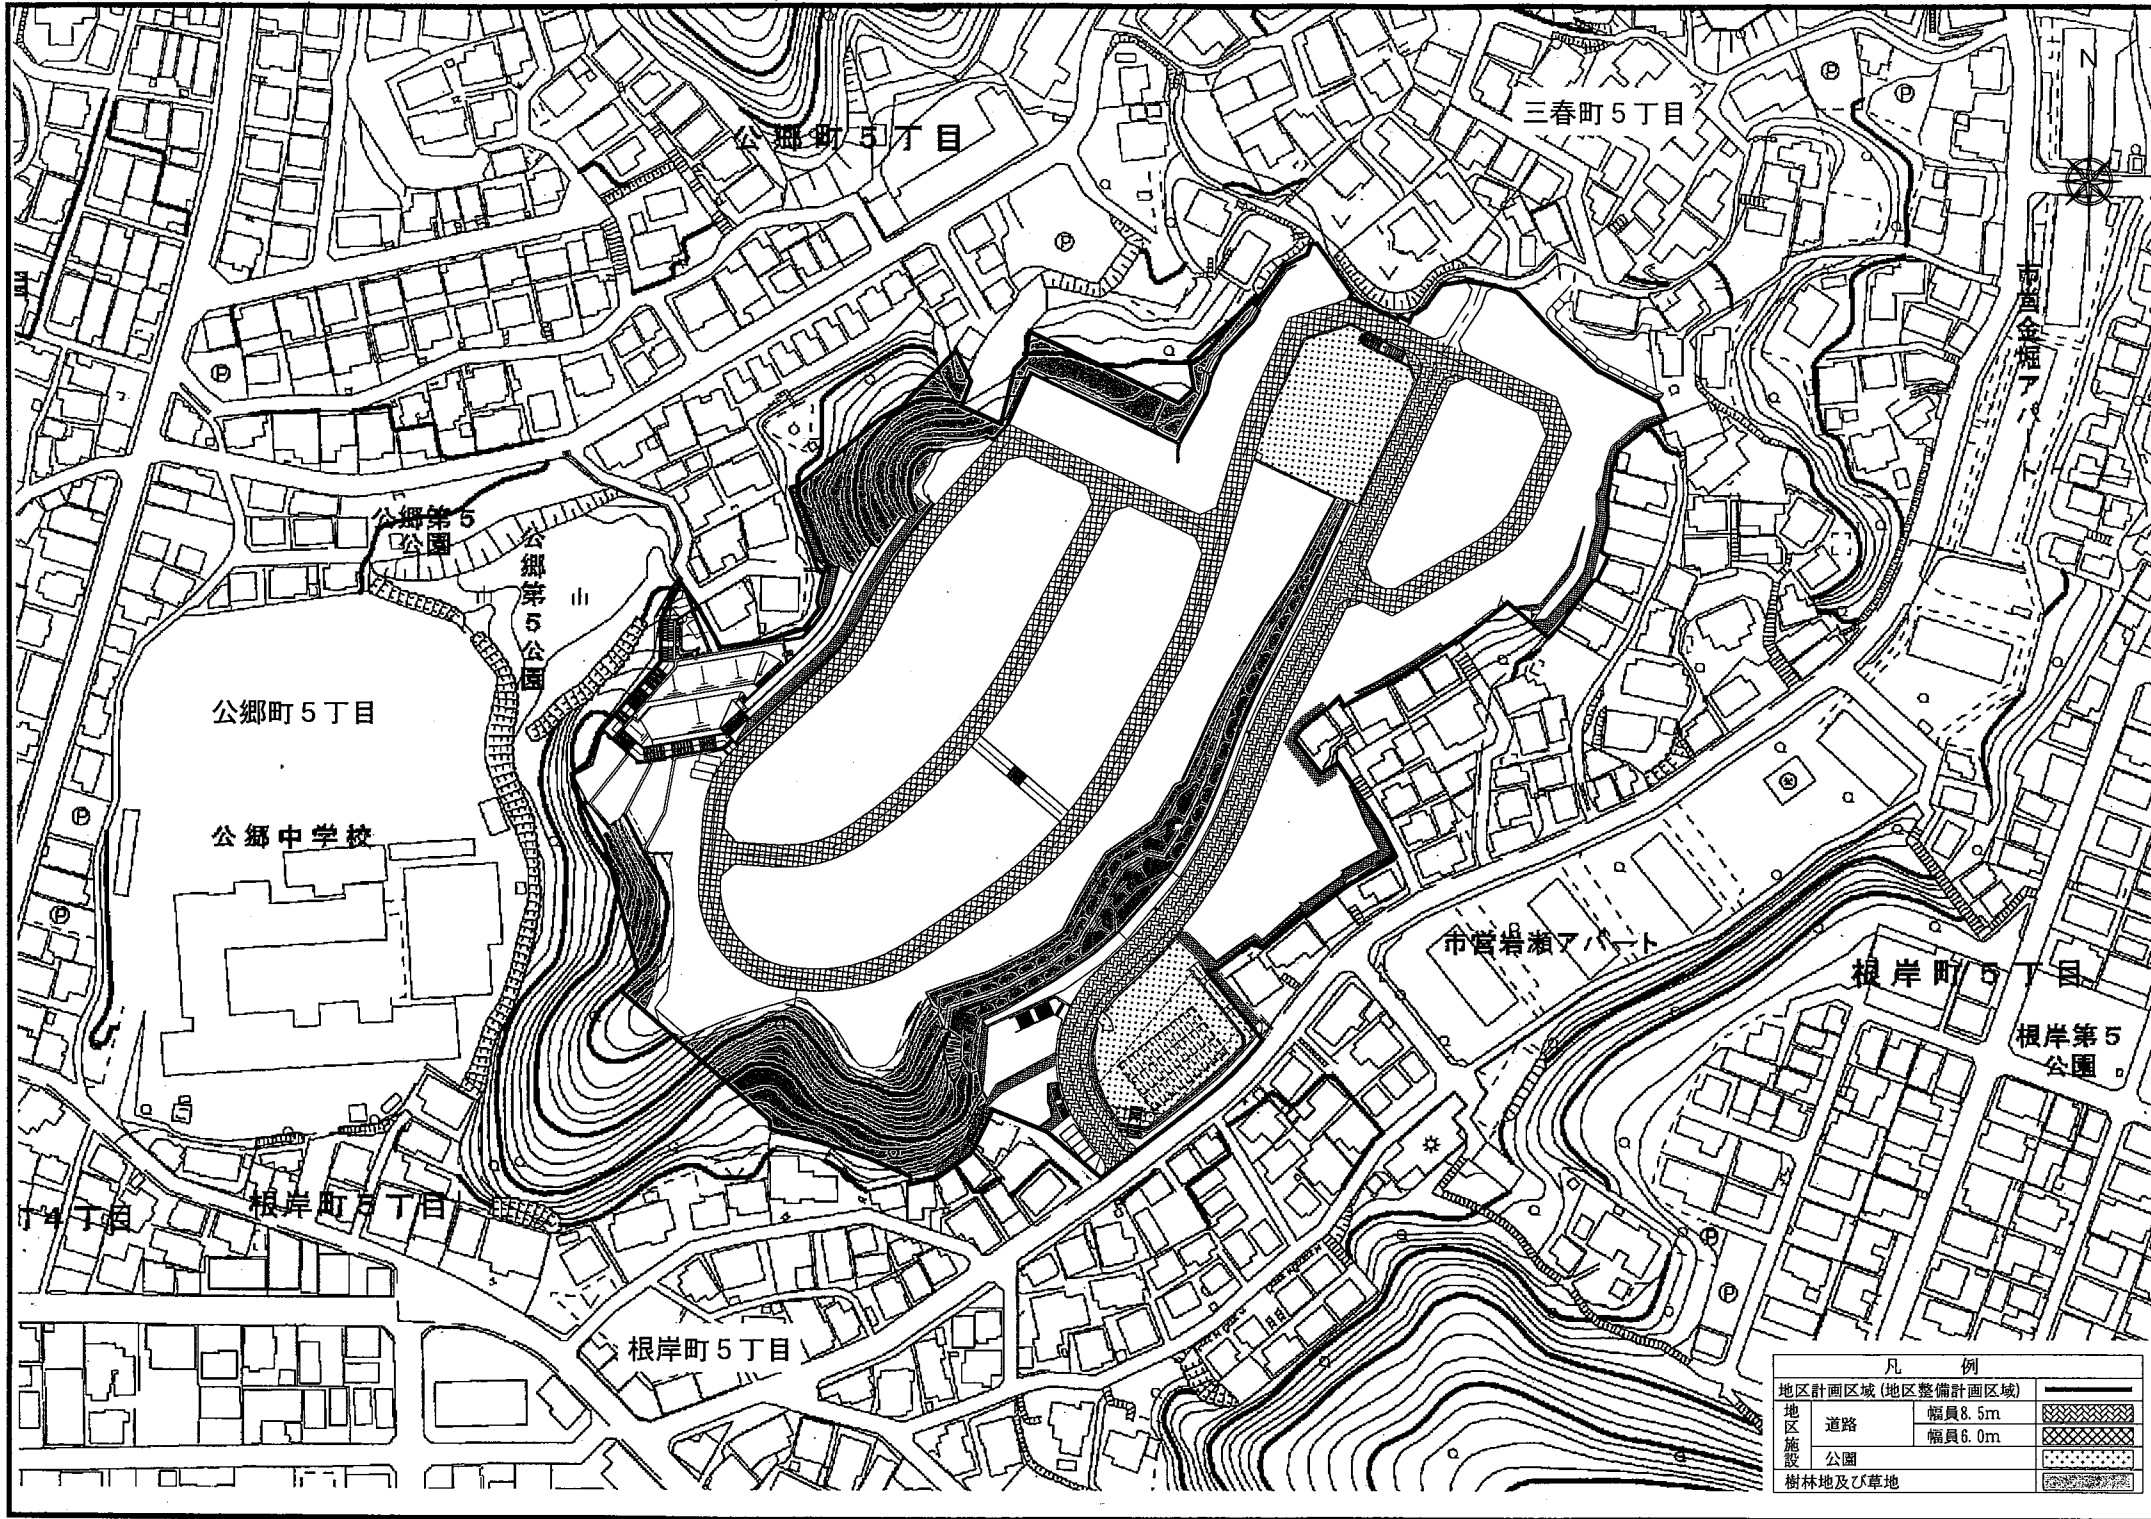 N
三春町５丁目
公郷町５丁目
市営金堀アパート
公郷第５
公園
公郷第５公園
公郷町５丁目
公郷中学校
市営岩瀬アパート
根岸町５丁目
根岸第５
公園
４丁目
根岸町５丁目
根岸町５丁目
凡例
地区計画区域(地区整備計画区域)
地区施設
道路
幅員8.5m
幅員6.0m
公園
樹林地及び草地